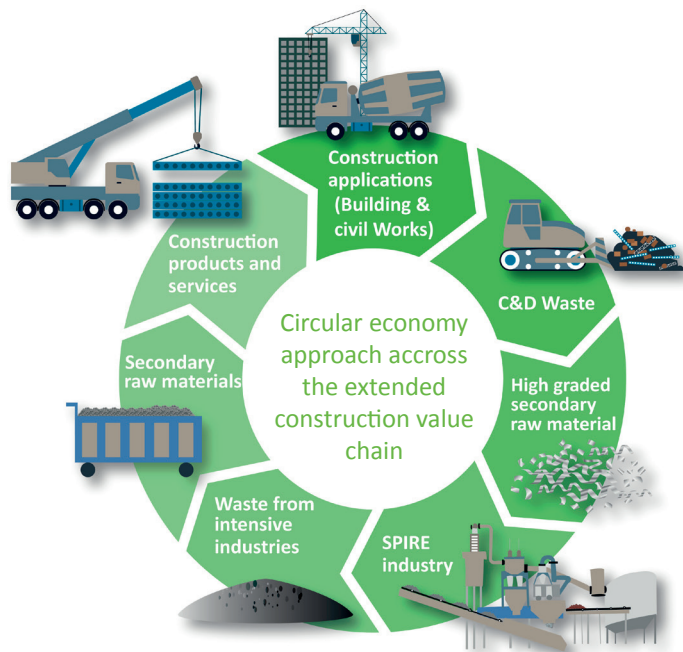 Construction
applications
(Building &
civil Works)
C&D Waste
High graded
secondary
raw material
SPIRE
industry
Waste from
intensive
industries
Secondary
raw materials
Construction
products and
services
Circular economy
approach accross
the extended
construction value
chain